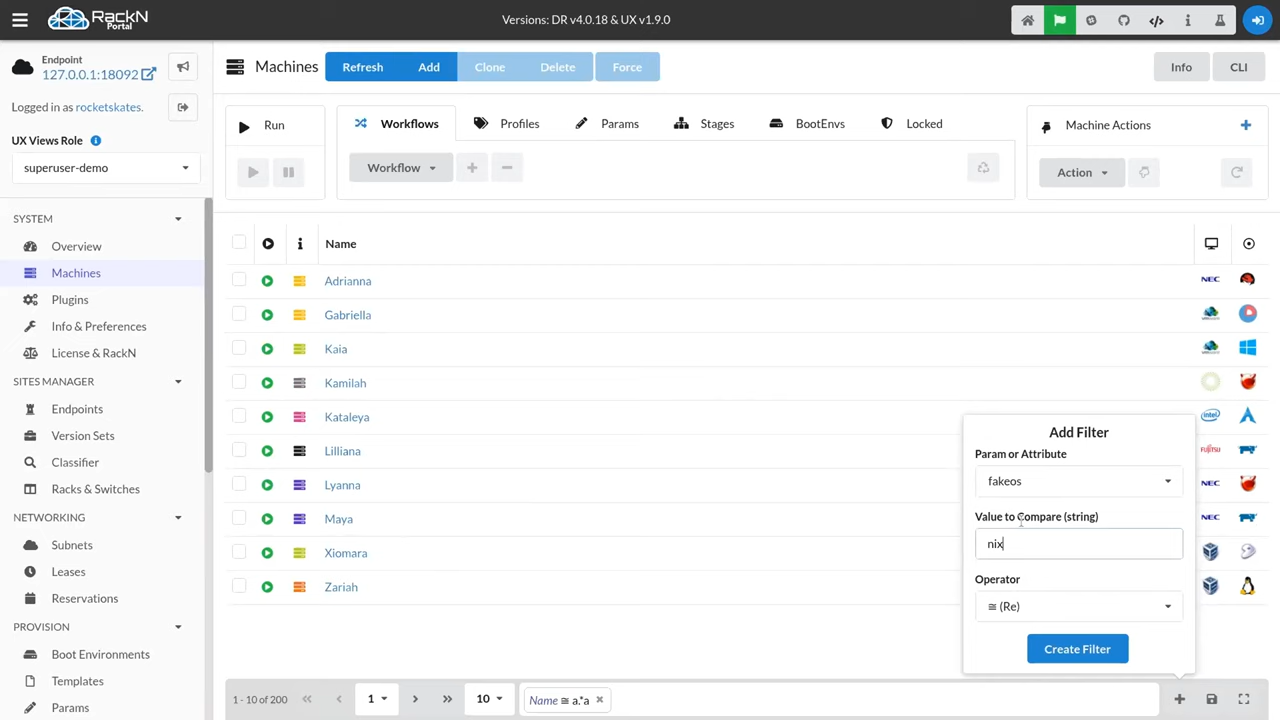 RackN
Portal
Versions: DR v4.0.18 & UX v1.9.0
Endpoint
127.0.0.1:18092
Logged in as rocketskates.
UX Views Role
superuser-demo
SYSTEM
Overview
Machines
Plugins
Info & Preferences
License & RackN
SITES MANAGER
Endpoints
Version Sets
Classifier
Racks & Switches
NETWORKING
Subnets
Leases
Reservations
PROVISION
Boot Environments
Templates
Params
Machines
Refresh
Add
Clone
Delete
Force
Info
CLI
Run
Workflows
Profiles
Params
Stages
BootEnvs
Locked
Workflow
Machine Actions
Action
Name
Adrianna
NEC
Gabriella
Kaia
Kamilah
Kataleya
intel
Lilliana
FUJITSU
Lyanna
NEC
Maya
NEC
Xiomara
Zariah
Add Filter
Param or Attribute
fakeos
Value to Compare (string)
nix
Operator
≅ (Re)
Create Filter
1 - 10 of 200
1
10
Name ≅ a.*a